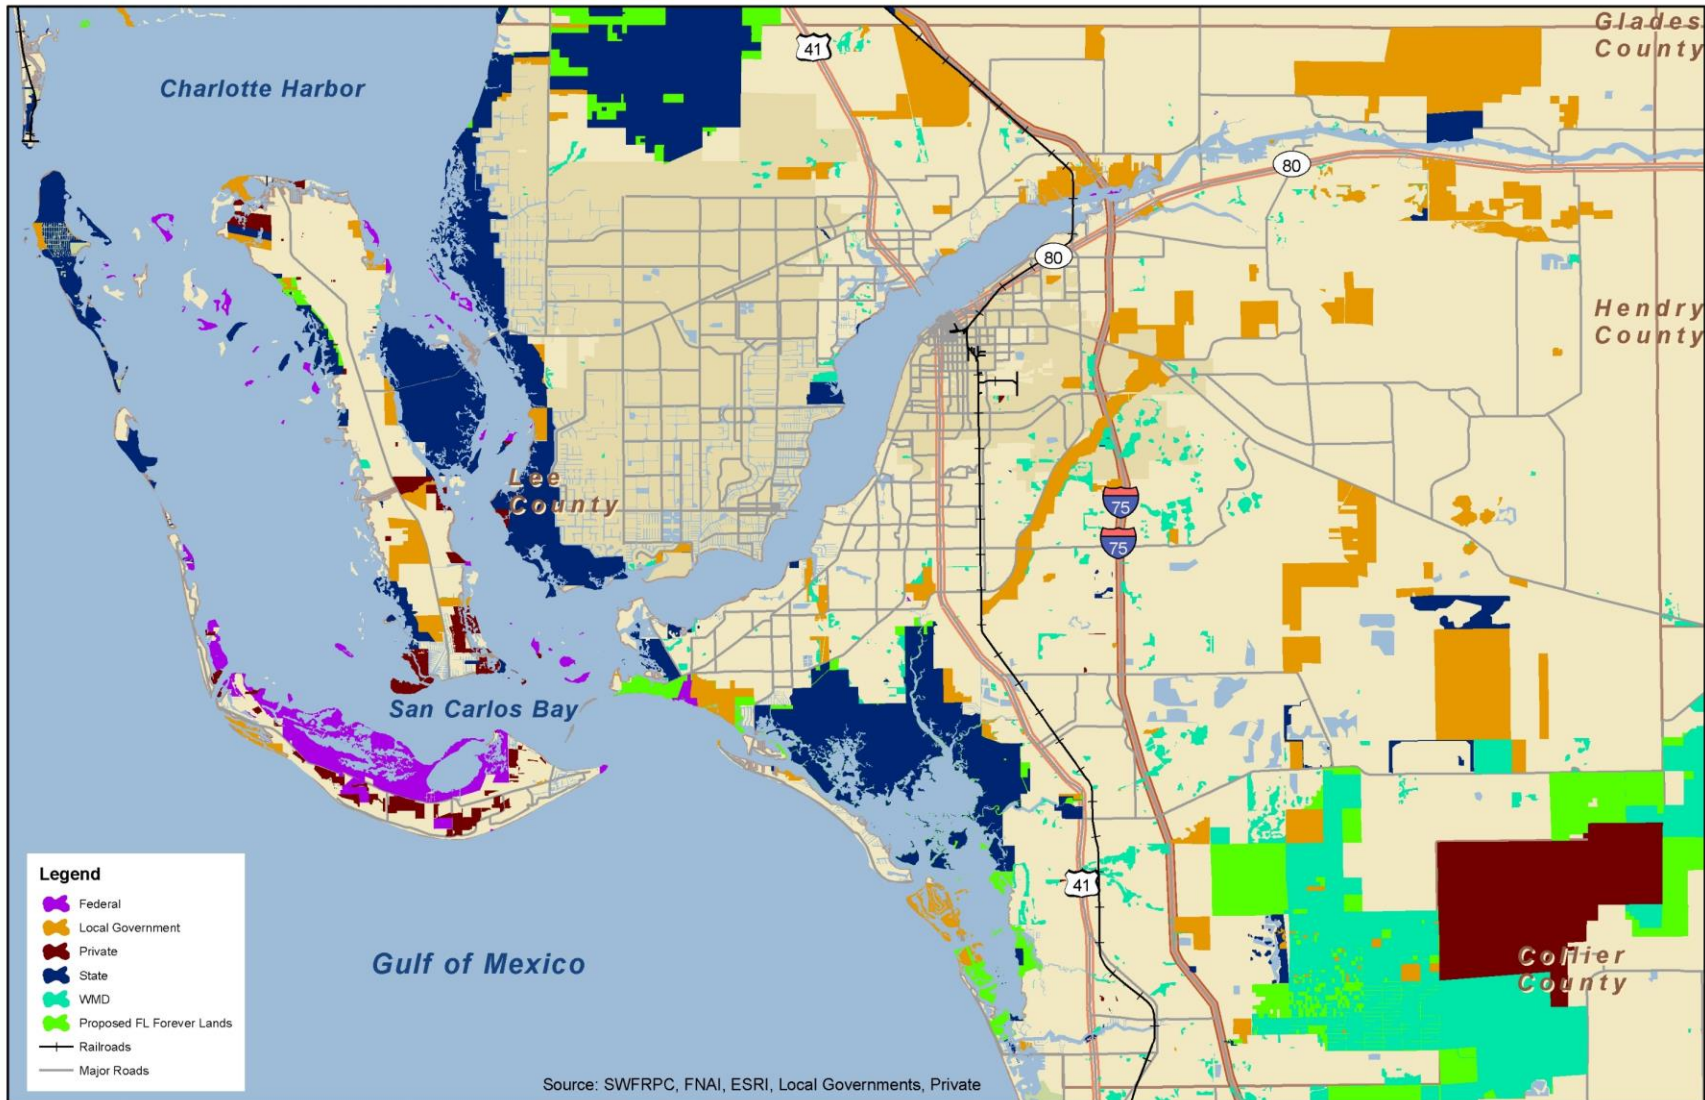 Glades
County
41
Charlotte Harbor
80
80
Hendry
County
Lee
County
75
75
San Carlos Bay
41
Gulf of Mexico
Collier
County
Legend
Federal
Local Government
Private
State
WMD
Proposed FL Forever Lands
Railroads
Major Roads
Source: SWFRPC, FNAI, ESRI, Local Governments, Private